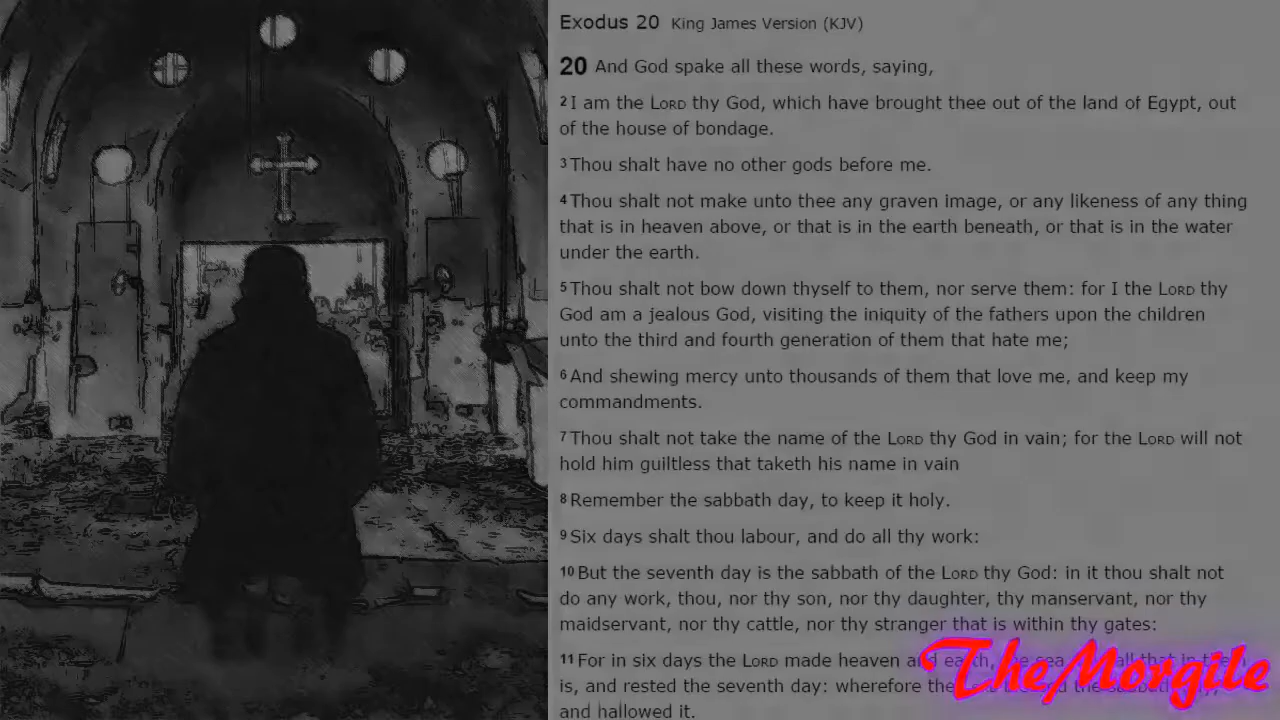 Exodus 20 King James Version (KJV)
20 And God spake all these words, saying,
2 I am the LORD thy God, which have brought thee out of the land of Egypt, out
of the house of bondage.
3 Thou shalt have no other gods before me.
4 Thou shalt not make unto thee any graven image, or any likeness of any thing
that is in heaven above, or that is in the earth beneath, or that is in the water
under the earth.
5 Thou shalt not bow down thyself to them, nor serve them: for I the LORD thy
God am a jealous God, visiting the iniquity of the fathers upon the children
unto the third and fourth generation of them that hate me;
6 And shewing mercy unto thousands of them that love me, and keep my
commandments.
7 Thou shalt not take the name of the LORD thy God in vain; for the LORD will not
hold him guiltless that taketh his name in vain
8 Remember the sabbath day, to keep it holy.
9 Six days shalt thou labour, and do all thy work:
10 But the seventh day is the sabbath of the LORD thy God: in it thou shalt not
do any work, thou, nor thy son, nor thy daughter, thy manservant, nor thy
maidservant, nor thy cattle, nor thy stranger that is within thy gates:
11 For in six days the LORD made heaven and earth, the sea all that in them
is, and rested the seventh day: wherefore the the sabbath
and hallowed it.
TheMorgile